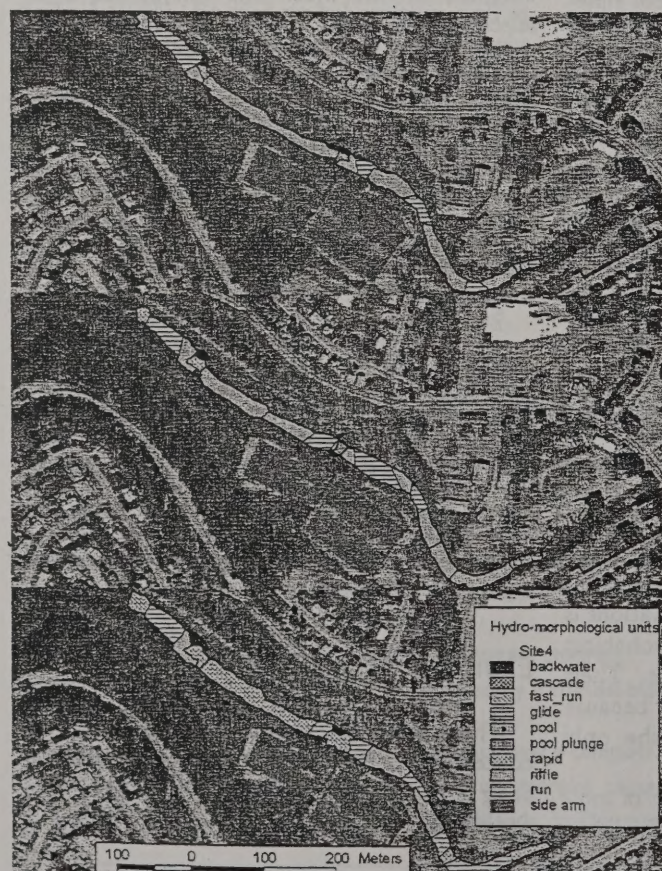 Hydro-morphological units
Site4
backwater
cascade
fast_run
glide
pool
pool plunge
rapid
riffle
run
side arm
100 0 100 200 Meters